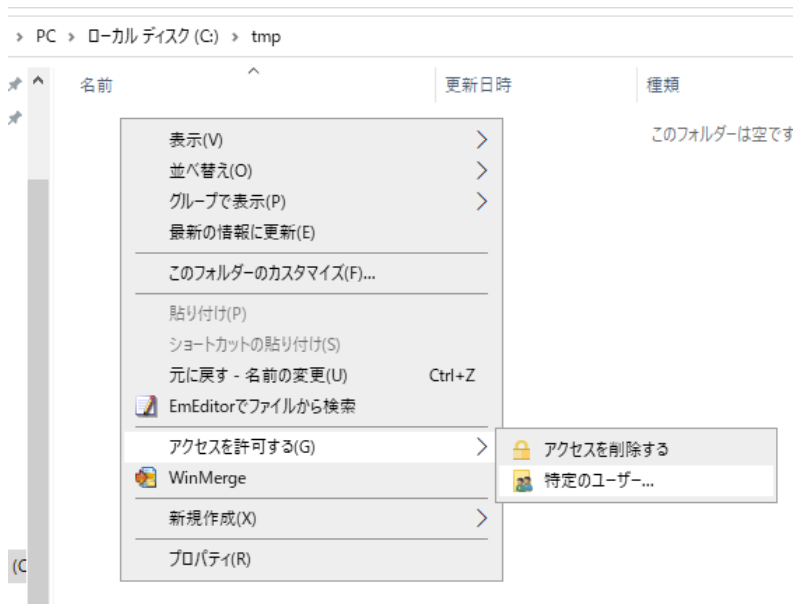 PC > ローカル ディスク (C:) > tmp
名前 更新日時 種類
このフォルダーは空です
表示(V)
並べ替え(O)
グループで表示(P)
最新の情報に更新(E)
このフォルダーのカスタマイズ(F)...
貼り付け(P)
ショートカットの貼り付け(S)
元に戻す - 名前の変更(U) Ctrl+Z
EmEditorでファイルから検索
アクセスを許可する(G)
アクセスを削除する
特定のユーザー...
WinMerge
新規作成(X)
プロパティ(R)
(C